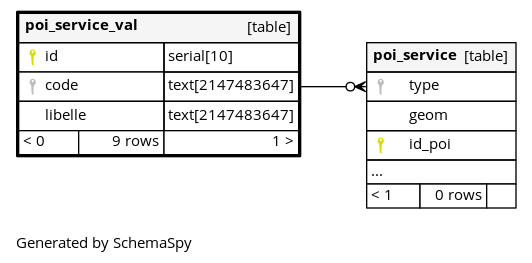 poi_service_val [table]
id serial[10]
code text[2147483647]
libelle text[2147483647]
< 0 9 rows 1 >
poi_service [table]
type
geom
id_poi
...
< 1 0 rows
Generated by SchemaSpy